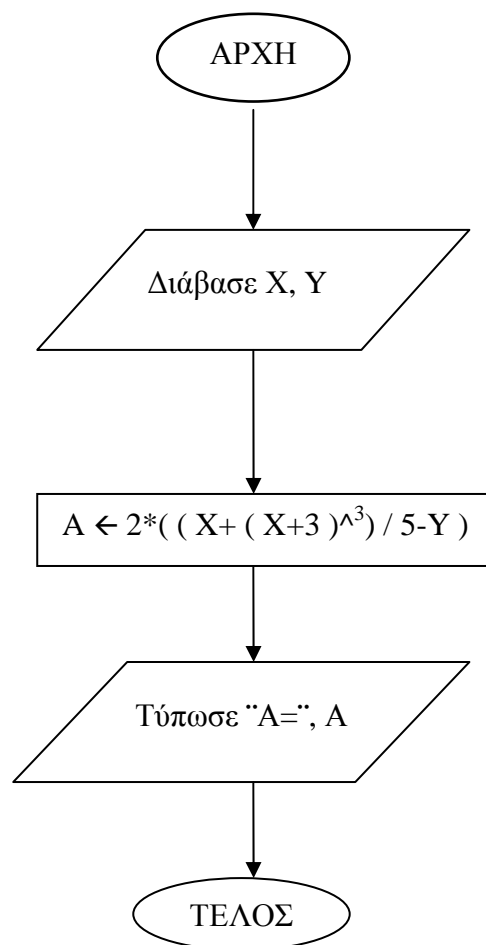 ΑΡΧΗ
Διάβασε Χ, Υ
Α ← 2*( ( Χ+ ( Χ+3 )^³) / 5-Υ )
Τύπωσε ¨Α=¨, Α
ΤΕΛΟΣ